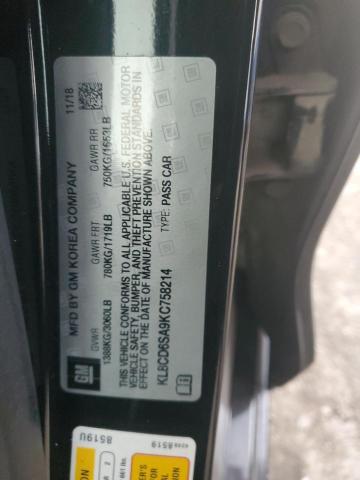 GM
MFD BY GM KOREA COMPANY
11/18
GVWR
GAWR FRT
GAWR RR
1388KG/3060LB
780KG/1719LB
750KG/1653LB
THIS VEHICLE CONFORMS TO ALL APPLICABLE U.S. FEDERAL MOTOR
VEHICLE SAFETY, BUMPER, AND THEFT PREVENTION STANDARDS IN
EFFECT ON THE DATE OF MANUFACTURE SHOWN ABOVE.
KL8CD6SA9KC758214
TYPE: PASS CAR
8519U
8519